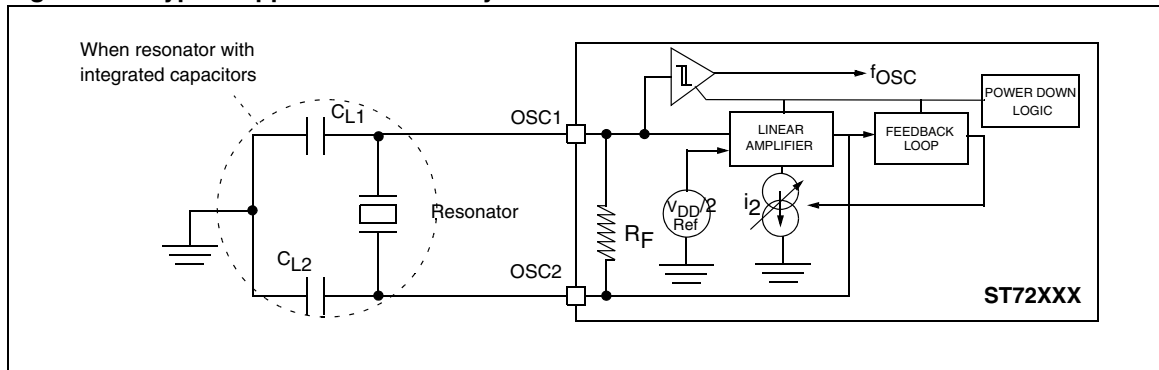 When resonator with
integrated capacitors
CL1
OSC1
fOSC
POWER DOWN
LOGIC
LINEAR
AMPLIFIER
FEEDBACK
LOOP
VDD/2
Ref
i2
Resonator
RF
CL2
OSC2
ST72XXX